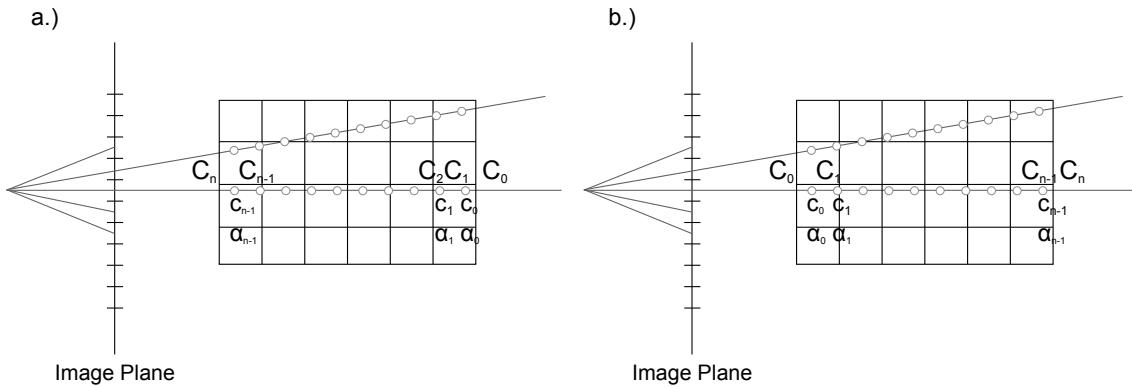 a.)
Cₙ Cₙ₋₁ C₂ C₁ C₀
cₙ₋₁ c₁ c₀
αₙ₋₁ α₁ α₀
Image Plane
b.)
C₀ C₁ Cₙ₋₁ Cₙ
c₀ c₁ cₙ₋₁
α₀ α₁ αₙ₋₁
Image Plane